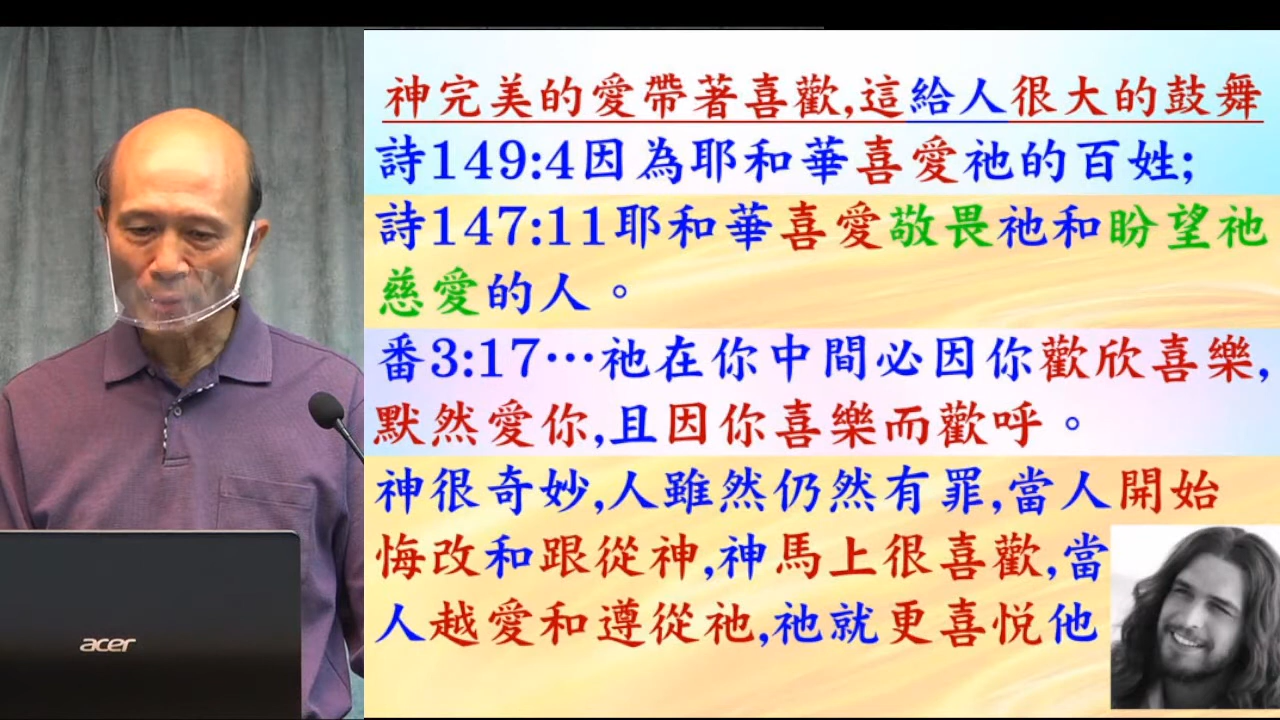 神完美的愛帶著喜歡,這給人很大的鼓舞
詩149:4因為耶和華喜愛祂的百姓;
詩147:11耶和華喜愛敬畏祂和盼望祂
慈愛的人。
番3:17…祂在你中間必因你歡欣喜樂,
默然愛你,且因你喜樂而歡呼。
神很奇妙,人雖然仍然有罪,當人開始
悔改和跟從神,神馬上很喜歡,當
人越愛和遵從祂,祂就更喜悅他
acer